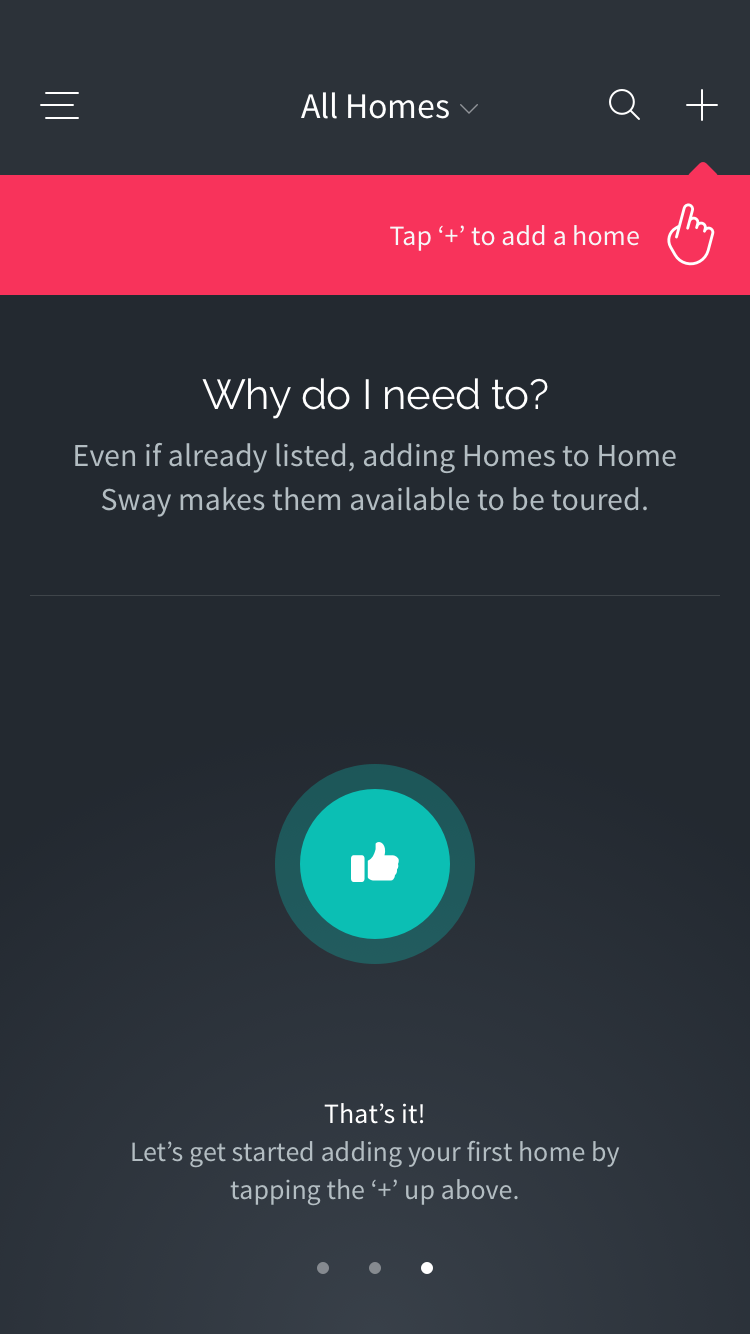 All Homes
Tap ‘+’ to add a home
Why do I need to?
Even if already listed, adding Homes to Home
Sway makes them available to be toured.
That’s it!
Let’s get started adding your first home by
tapping the ‘+’ up above.